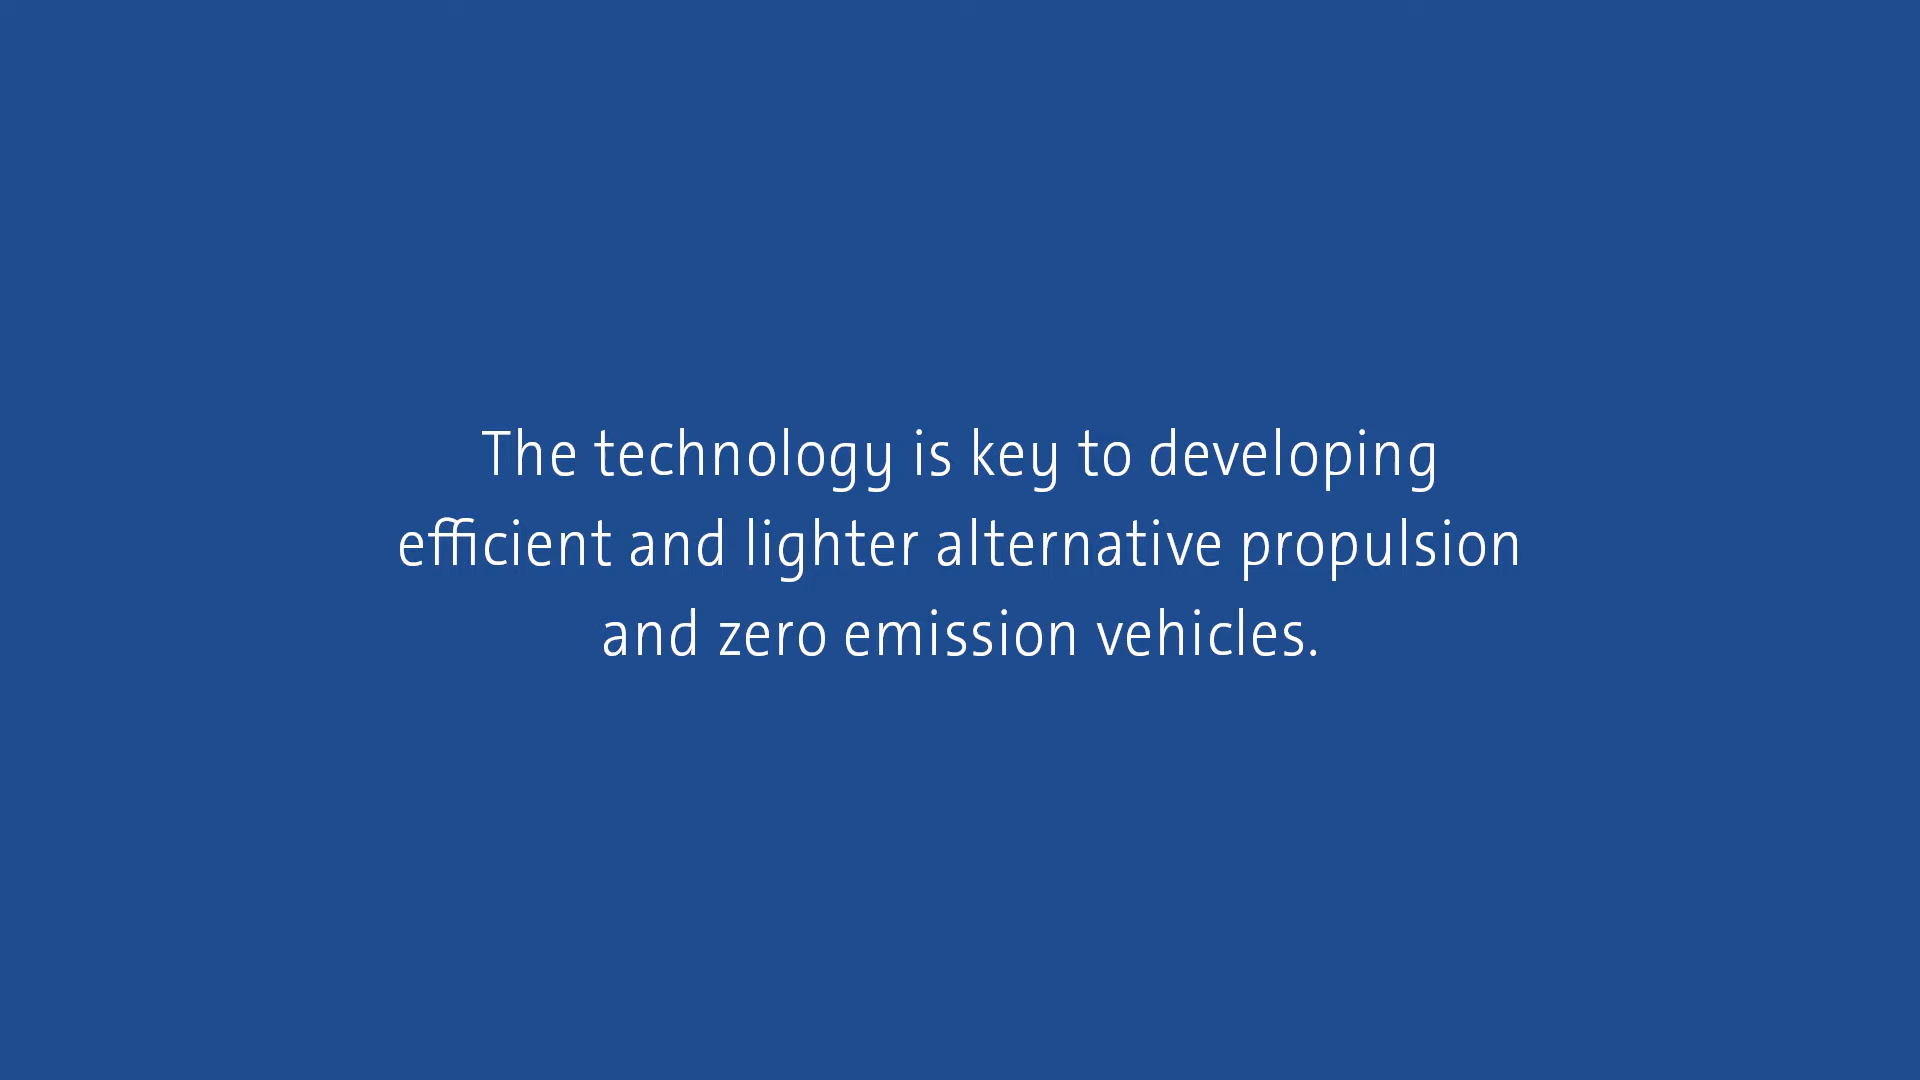 The technology is key to developing
efficient and lighter alternative propulsion
and zero emission vehicles.